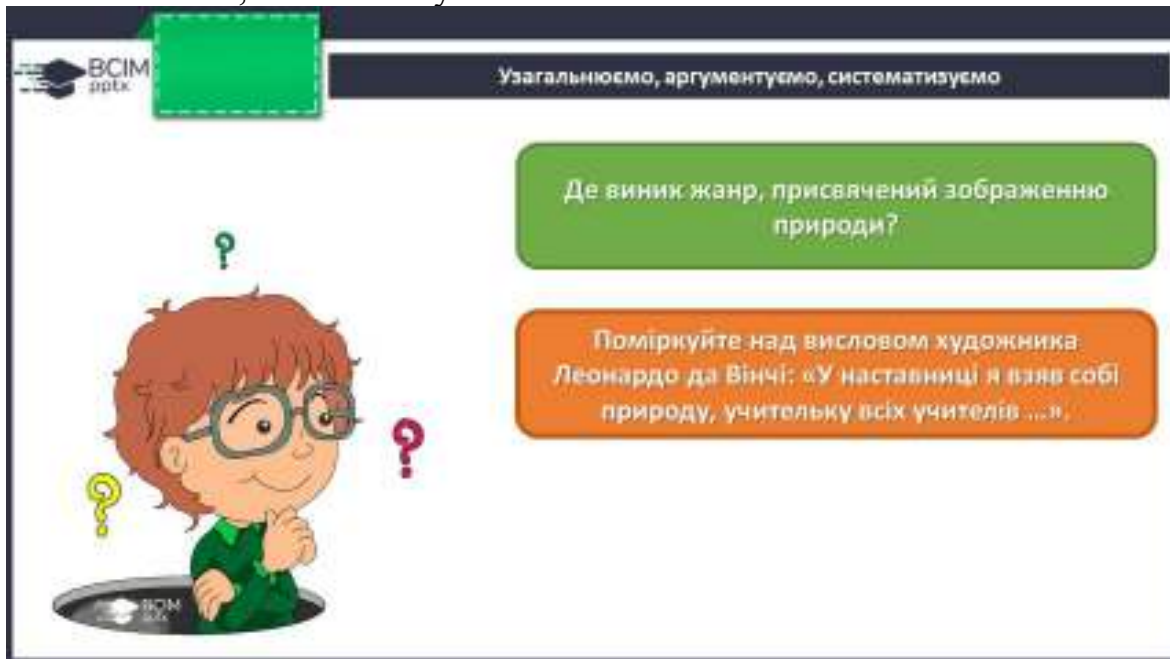 ВСІМ
pptx
Узагальнюємо, аргументуємо, систематизуємо
Де виник жанр, присвячений зображенню
природи?
Поміркуйте над висловом художника
Леонардо да Вінчі: «У наставниці я взяв собі
природу, учительку всіх учителів ...».
ВСІМ
pptx